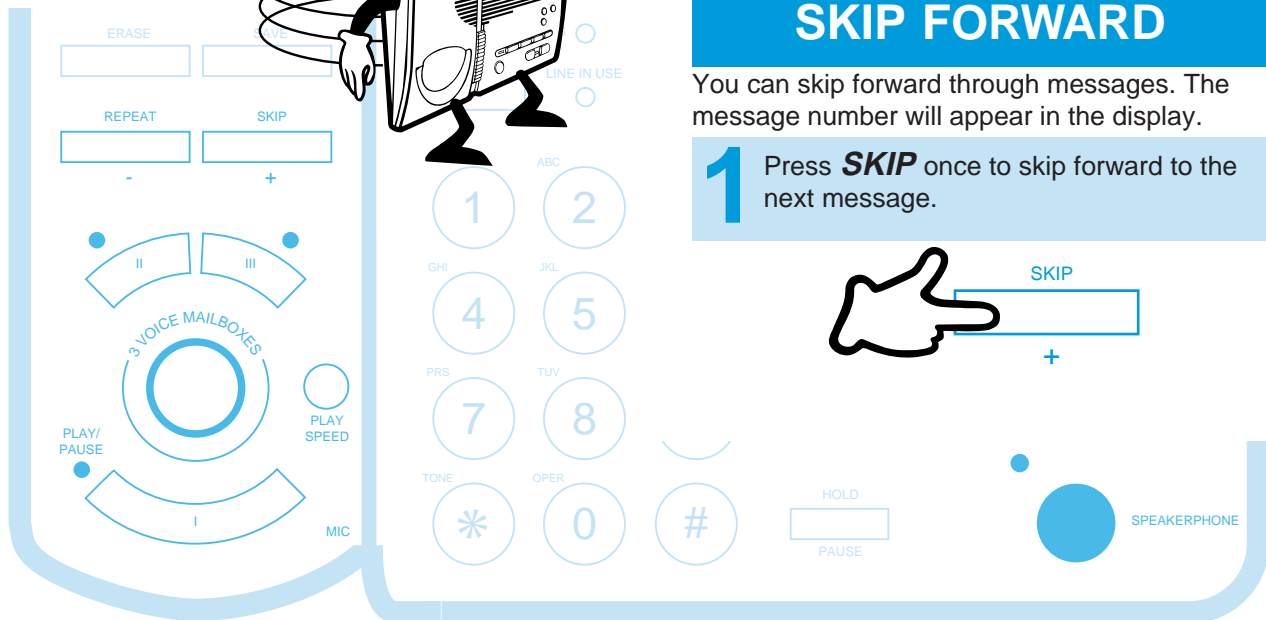 SKIP FORWARD
You can skip forward through messages. The
message number will appear in the display.
1 Press SKIP once to skip forward to the
next message.
SKIP
+
ERASE
SAVE
LINE IN USE
REPEAT
SKIP
-
+
II
III
3 VOICE MAILBOXES
PLAY/
PAUSE
PLAY
SPEED
I
MIC
1
ABC
2
GHI
4
JKL
5
PRS
7
TUV
8
TONE
*
OPER
0
#
HOLD
PAUSE
SPEAKERPHONE